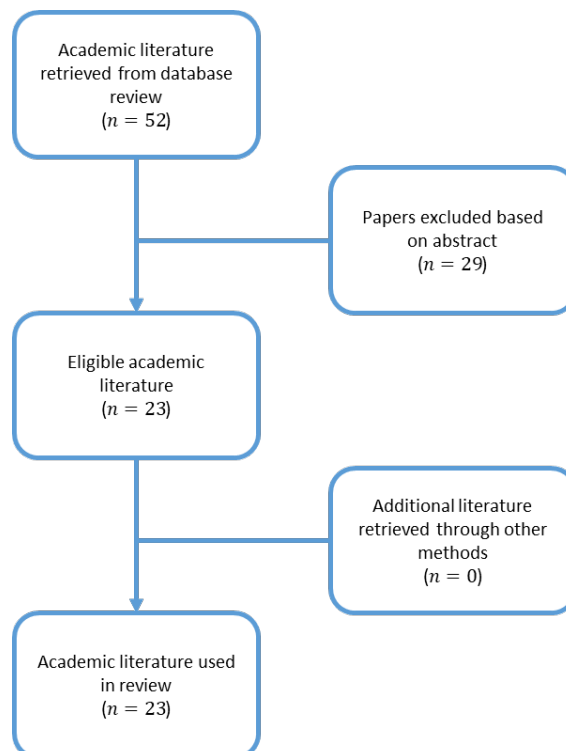 Academic literature
retrieved from database
review
(n = 52)
Papers excluded based
on abstract
(n = 29)
Eligible academic
literature
(n = 23)
Additional literature
retrieved through other
methods
(n = 0)
Academic literature used
in review
(n = 23)